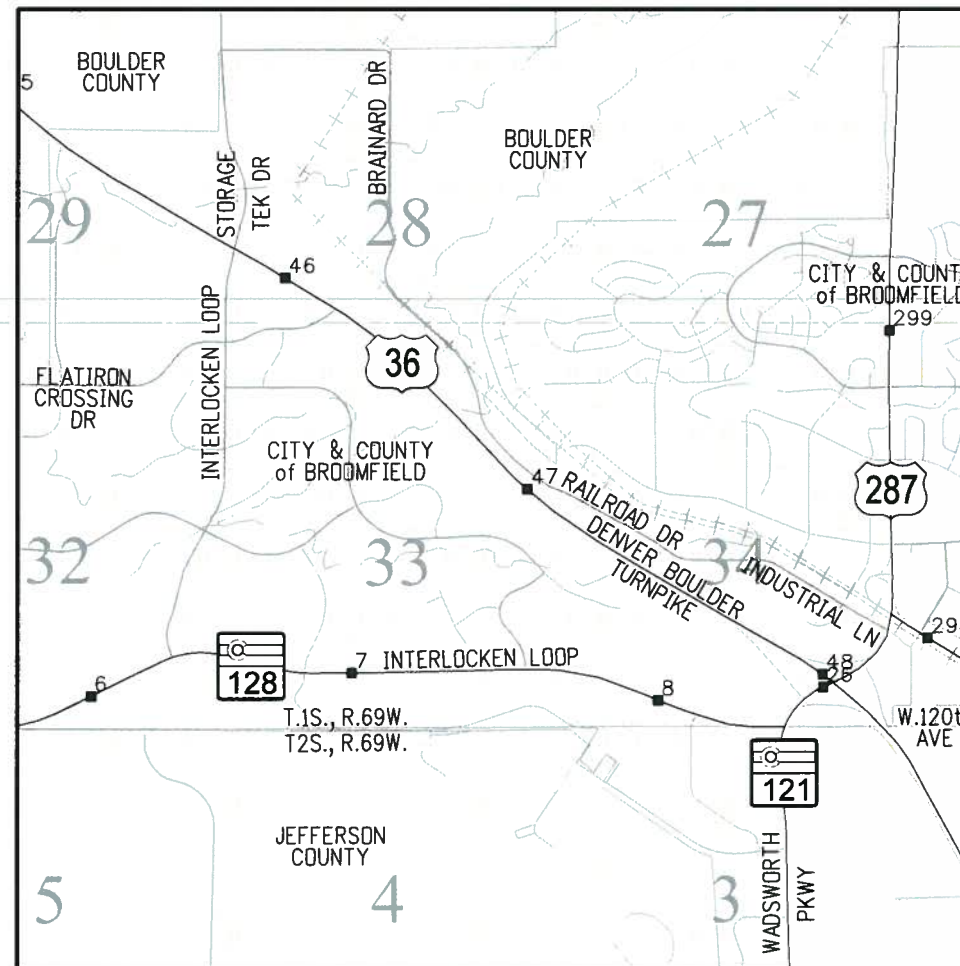 BOULDER
COUNTY
5
STORAGE
TEK DR
BRAINARD DR
BOULDER
COUNTY
29
28
27
46
CITY & COUNT
of BROOMFIELD
299
INTERLOCKEN LOOP
36
FLATIRON
CROSSING
DR
CITY & COUNTY
of BROOMFIELD
47
RAILROAD DR
DENVER BOULDER
TURNPIKE
287
32
33
34
INDUSTRIAL LN
29
48
26
6
128
7
INTERLOCKEN LOOP
8
T.1S., R.69W.
T2S., R.69W.
W.120t
AVE
121
JEFFERSON
COUNTY
WADSWORTH
PKWY
5
4
3